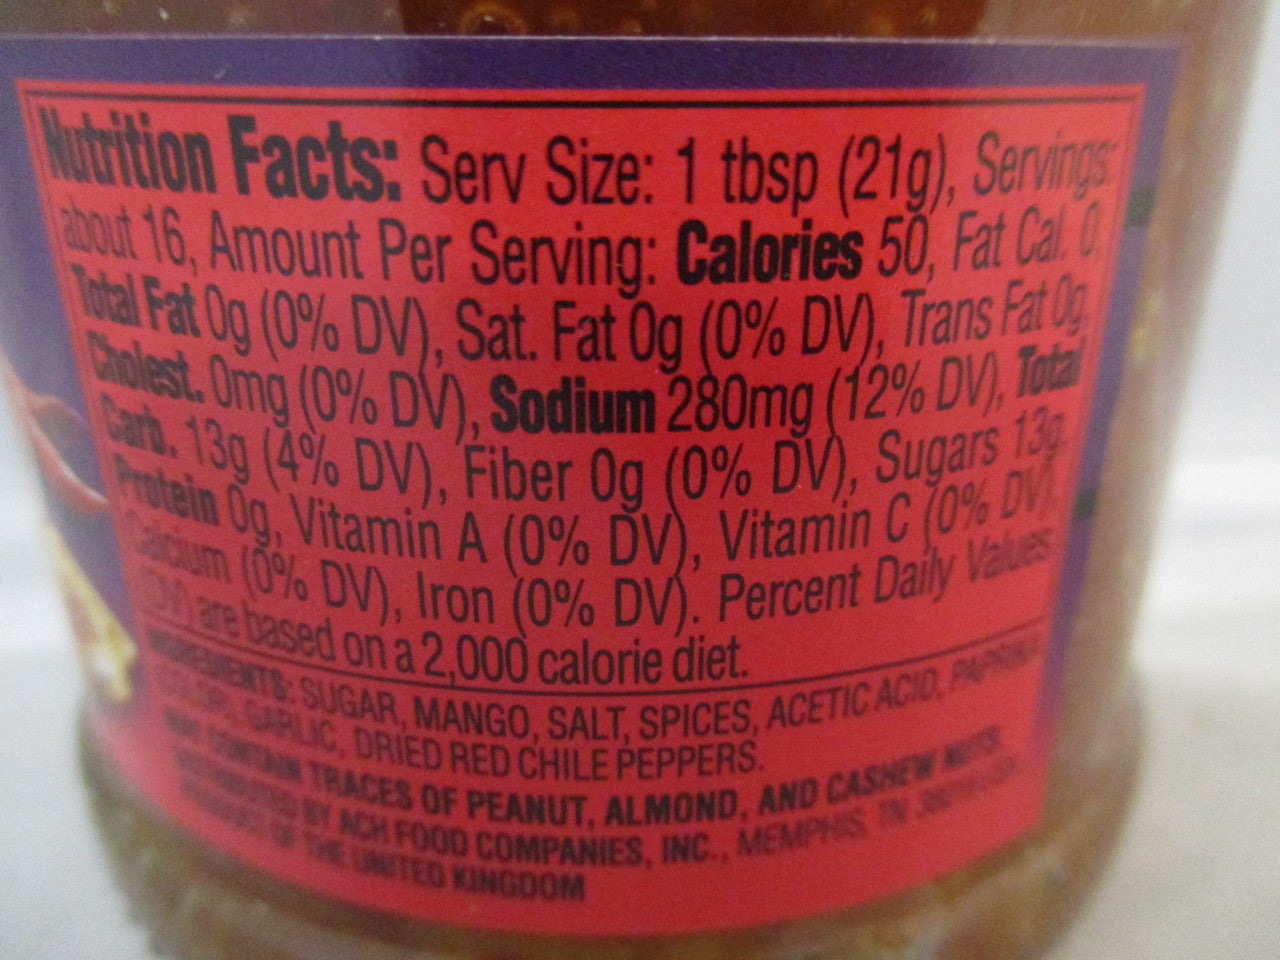 Nutrition Facts: Serv Size: 1 tbsp (21g), Servings:
about 16, Amount Per Serving: Calories 50, Fat Cal. 0,
Total Fat 0g (0% DV), Sat. Fat 0g (0% DV), Trans Fat 0g,
Cholest. 0mg (0% DV), Sodium 280mg (12% DV), Total
Carb. 13g (4% DV), Fiber 0g (0% DV), Sugars 13g,
Protein 0g, Vitamin A (0% DV), Vitamin C (0% DV),
Calcium (0% DV), Iron (0% DV). Percent Daily Values
(DV) are based on a 2,000 calorie diet.
INGREDIENTS: SUGAR, MANGO, SALT, SPICES, ACETIC ACID, PAPRIKA
(COLOR), GARLIC, DRIED RED CHILE PEPPERS.
MAY CONTAIN TRACES OF PEANUT, ALMOND, AND CASHEW NUTS.
DISTRIBUTED BY ACH FOOD COMPANIES, INC., MEMPHIS, TN
PRODUCT OF THE UNITED KINGDOM